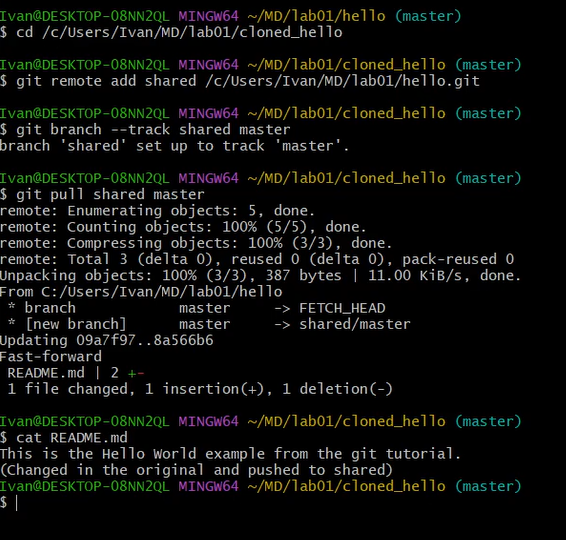 Ivan@DESKTOP-08NN2QL MINGW64 ~/MD/lab01/hello (master)
$ cd /c/Users/Ivan/MD/lab01/cloned_hello
Ivan@DESKTOP-08NN2QL MINGW64 ~/MD/lab01/cloned_hello (master)
$ git remote add shared /c/Users/Ivan/MD/lab01/hello.git
Ivan@DESKTOP-08NN2QL MINGW64 ~/MD/lab01/cloned_hello (master)
$ git branch --track shared master
branch 'shared' set up to track 'master'.
Ivan@DESKTOP-08NN2QL MINGW64 ~/MD/lab01/cloned_hello (master)
$ git pull shared master
remote: Enumerating objects: 5, done.
remote: Counting objects: 100% (5/5), done.
remote: Compressing objects: 100% (3/3), done.
remote: Total 3 (delta 0), reused 0 (delta 0), pack-reused 0
Unpacking objects: 100% (3/3), 387 bytes | 11.00 KiB/s, done.
From C:/Users/Ivan/MD/lab01/hello
 * branch            master     -> FETCH_HEAD
 * [new branch]      master     -> shared/master
Updating 09a7f97..8a566b6
Fast-forward
 README.md | 2 +-
 1 file changed, 1 insertion(+), 1 deletion(-)
Ivan@DESKTOP-08NN2QL MINGW64 ~/MD/lab01/cloned_hello (master)
$ cat README.md
This is the Hello World example from the git tutorial.
(Changed in the original and pushed to shared)
Ivan@DESKTOP-08NN2QL MINGW64 ~/MD/lab01/cloned_hello (master)
$